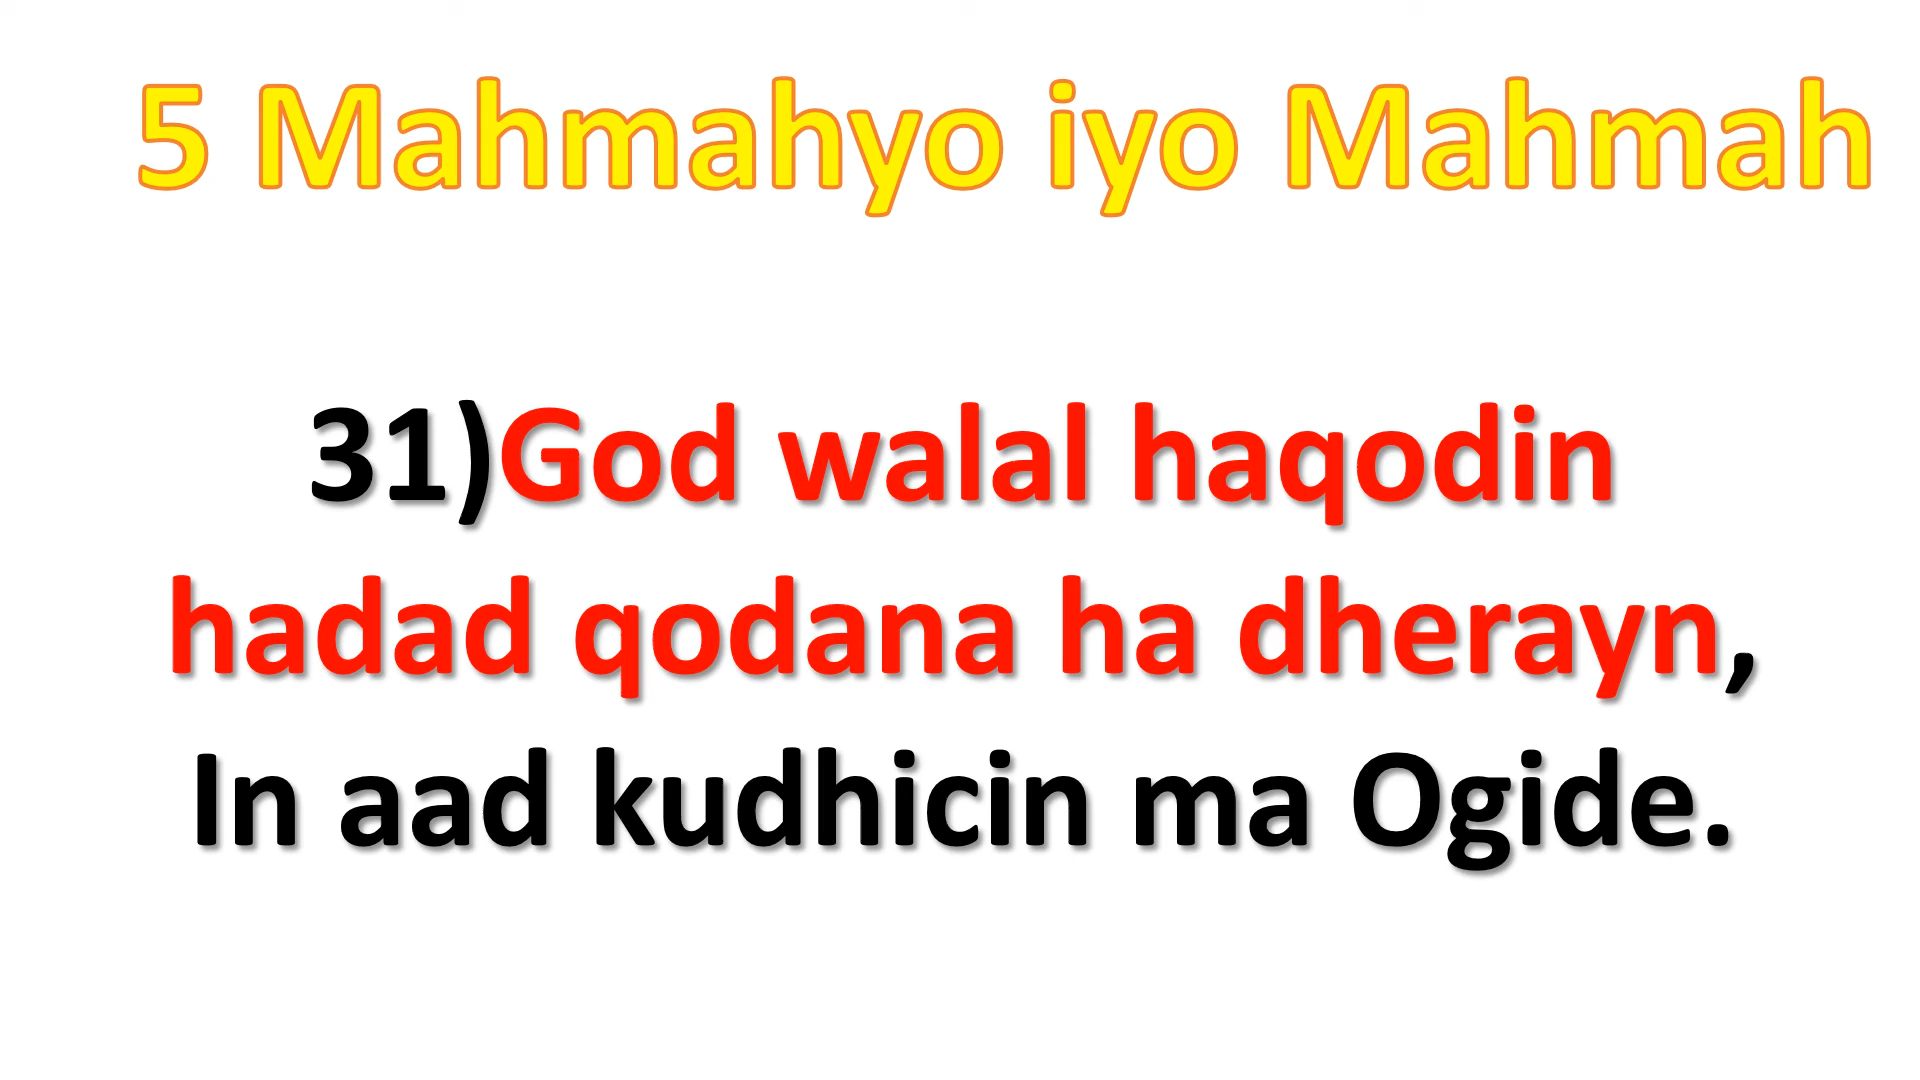 5 Mahmahyo iyo Mahmah
31)God walal haqodin
hadad qodana ha dherayn,
In aad kudhicin ma Ogide.